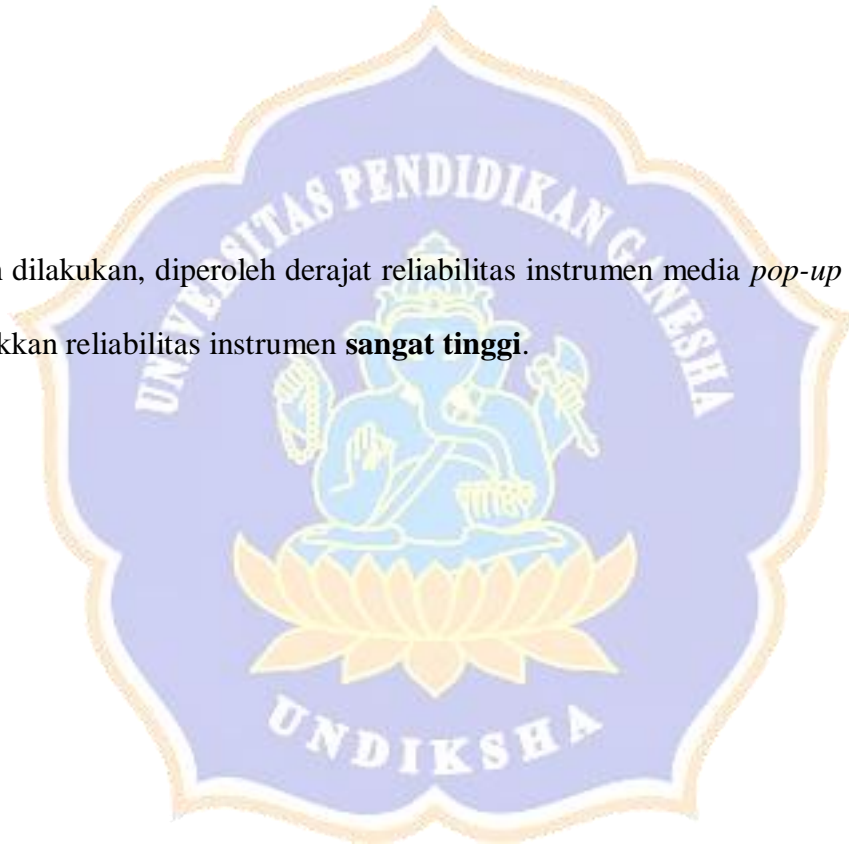 UNIVERSITAS PENDIDIKAN GANESHA
dilakukan, diperoleh derajat reliabilitas instrumen media pop-up
kkan reliabilitas instrumen sangat tinggi.
UNDIKSHA